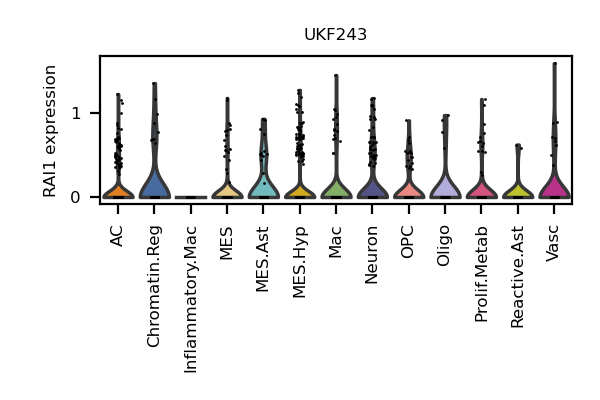 UKF243
RAI1 expression
1
0
AC
Chromatin.Reg
Inflammatory.Mac
MES
MES.Ast
MES.Hyp
Mac
Neuron
OPC
Oligo
Prolif.Metab
Reactive.Ast
Vasc